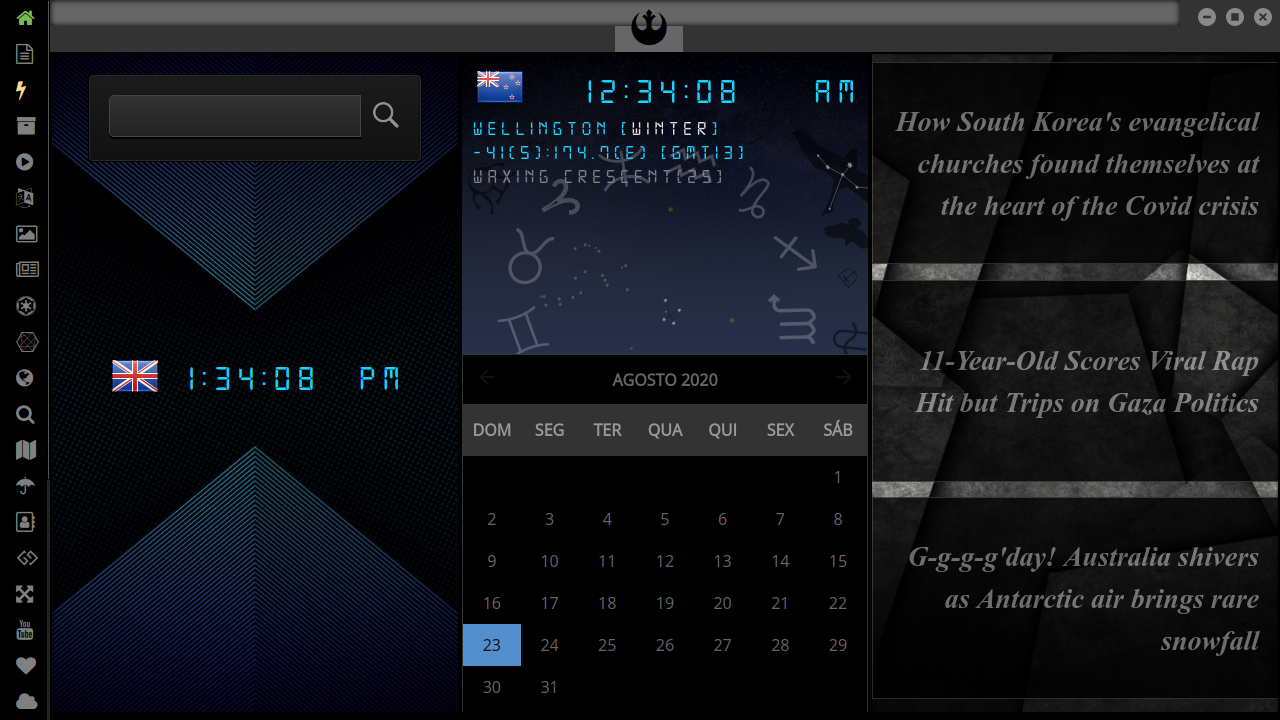 12:34:08 AM
WELLINGTON (WINTER)
-41(S):174.7(E) (GMT13)
WAXING CRESCENT(25)
1:34:08 PM
AGOSTO 2020
DOM SEG TER QUA QUI SEX SÁB
1
2 3 4 5 6 7 8
9 10 11 12 13 14 15
16 17 18 19 20 21 22
23 24 25 26 27 28 29
30 31
How South Korea's evangelical
churches found themselves at
the heart of the Covid crisis
11-Year-Old Scores Viral Rap
Hit but Trips on Gaza Politics
G-g-g-g'day! Australia shivers
as Antarctic air brings rare
snowfall
You
Tube